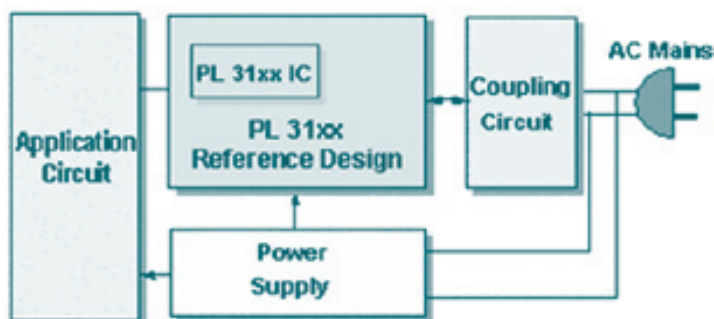 PL 31xx IC
PL 31xx
Reference Design
Application
Circuit
Coupling
Circuit
AC Mains
Power
Supply